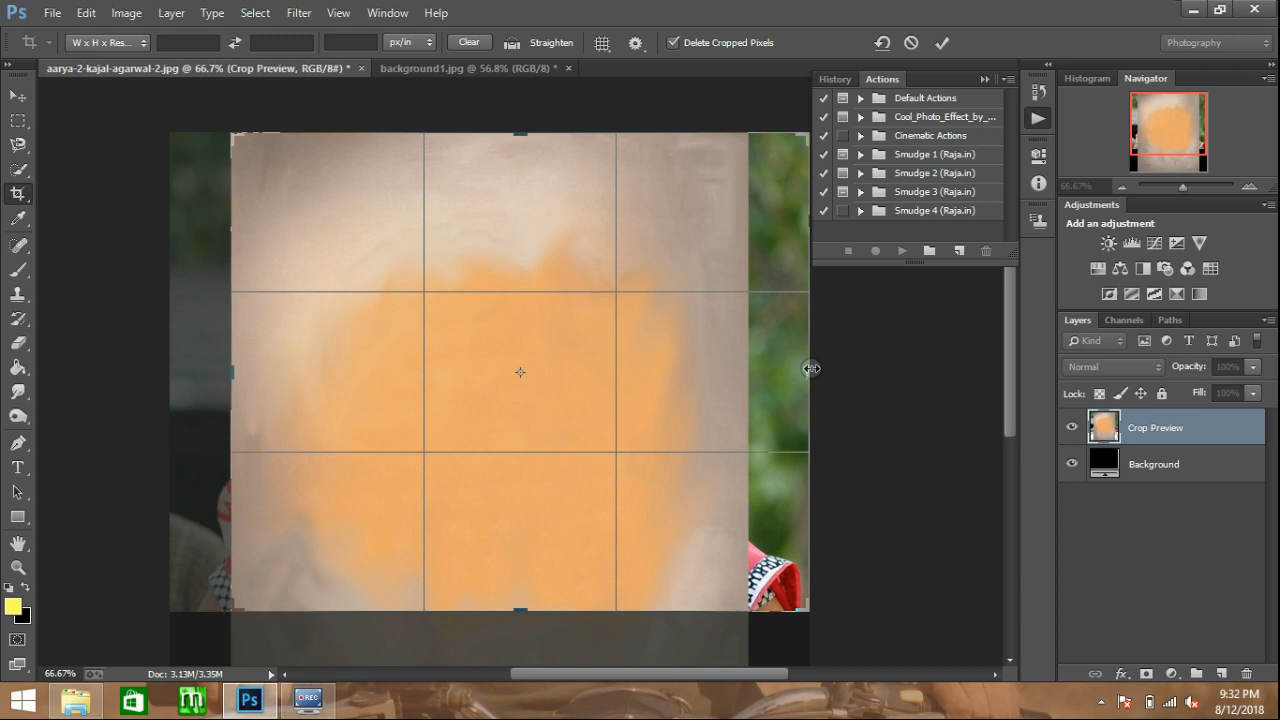 Ps File Edit Image Layer Type Select Filter View Window Help
W x H x Res... px/in Clear Straighten Delete Cropped Pixels Photography
aarya-2-kajal-agarwal-2.jpg @ 66.7% (Crop Preview, RGB/8#) * × background1.jpg @ 56.8% (RGB/8) * ×
History Actions
Default Actions
Cool_Photo_Effect_by_...
Cinematic Actions
Smudge 1 (Raja.in)
Smudge 2 (Raja.in)
Smudge 3 (Raja.in)
Smudge 4 (Raja.in)
Histogram Navigator
66.67%
Adjustments
Add an adjustment
Layers Channels Paths
Kind
Normal Opacity: 100%
Lock: Fill: 100%
Crop Preview
Background
fx
66.67% Doc: 3.13M/3.35M
Ps REC
9:32 PM
8/12/2018